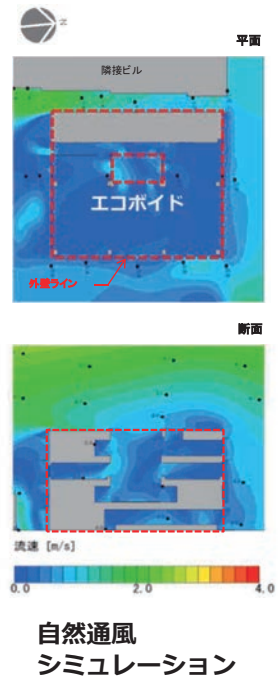 N
平面
隣接ビル
エコボイド
外壁ライン
断面
流速 [m/s]
0.0 2.0 4.0
自然通風
シミュレーション